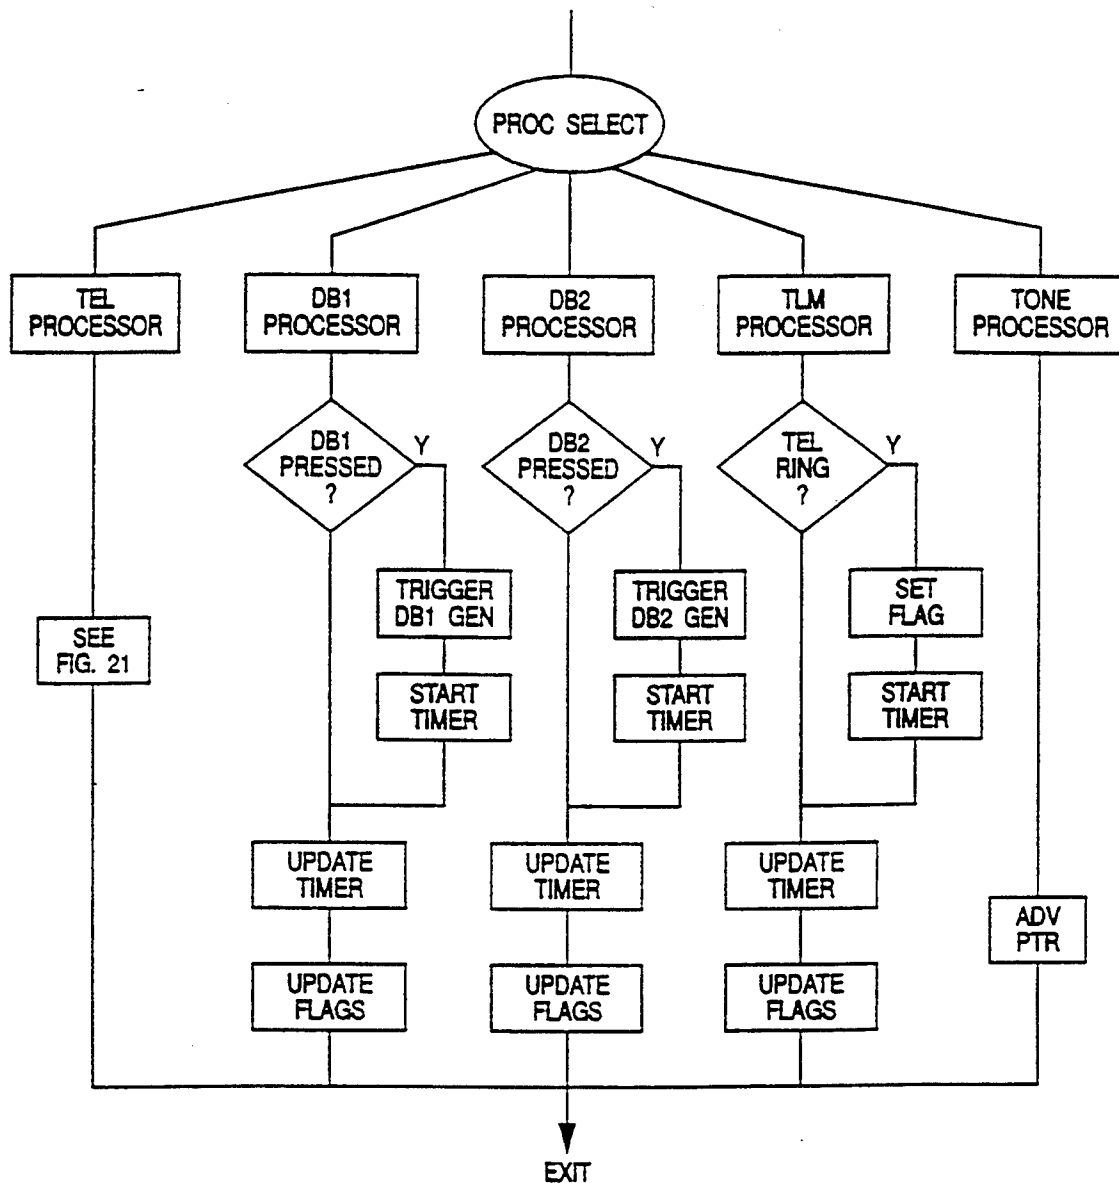 PROC SELECT
TEL
PROCESSOR
DB1
PROCESSOR
DB2
PROCESSOR
TLM
PROCESSOR
TONE
PROCESSOR
DB1
PRESSED
?
Y
DB2
PRESSED
?
Y
TEL
RING
?
Y
TRIGGER
DB1 GEN
TRIGGER
DB2 GEN
SET
FLAG
SEE
FIG. 21
START
TIMER
START
TIMER
START
TIMER
UPDATE
TIMER
UPDATE
TIMER
UPDATE
TIMER
ADV
PTR
UPDATE
FLAGS
UPDATE
FLAGS
UPDATE
FLAGS
EXIT